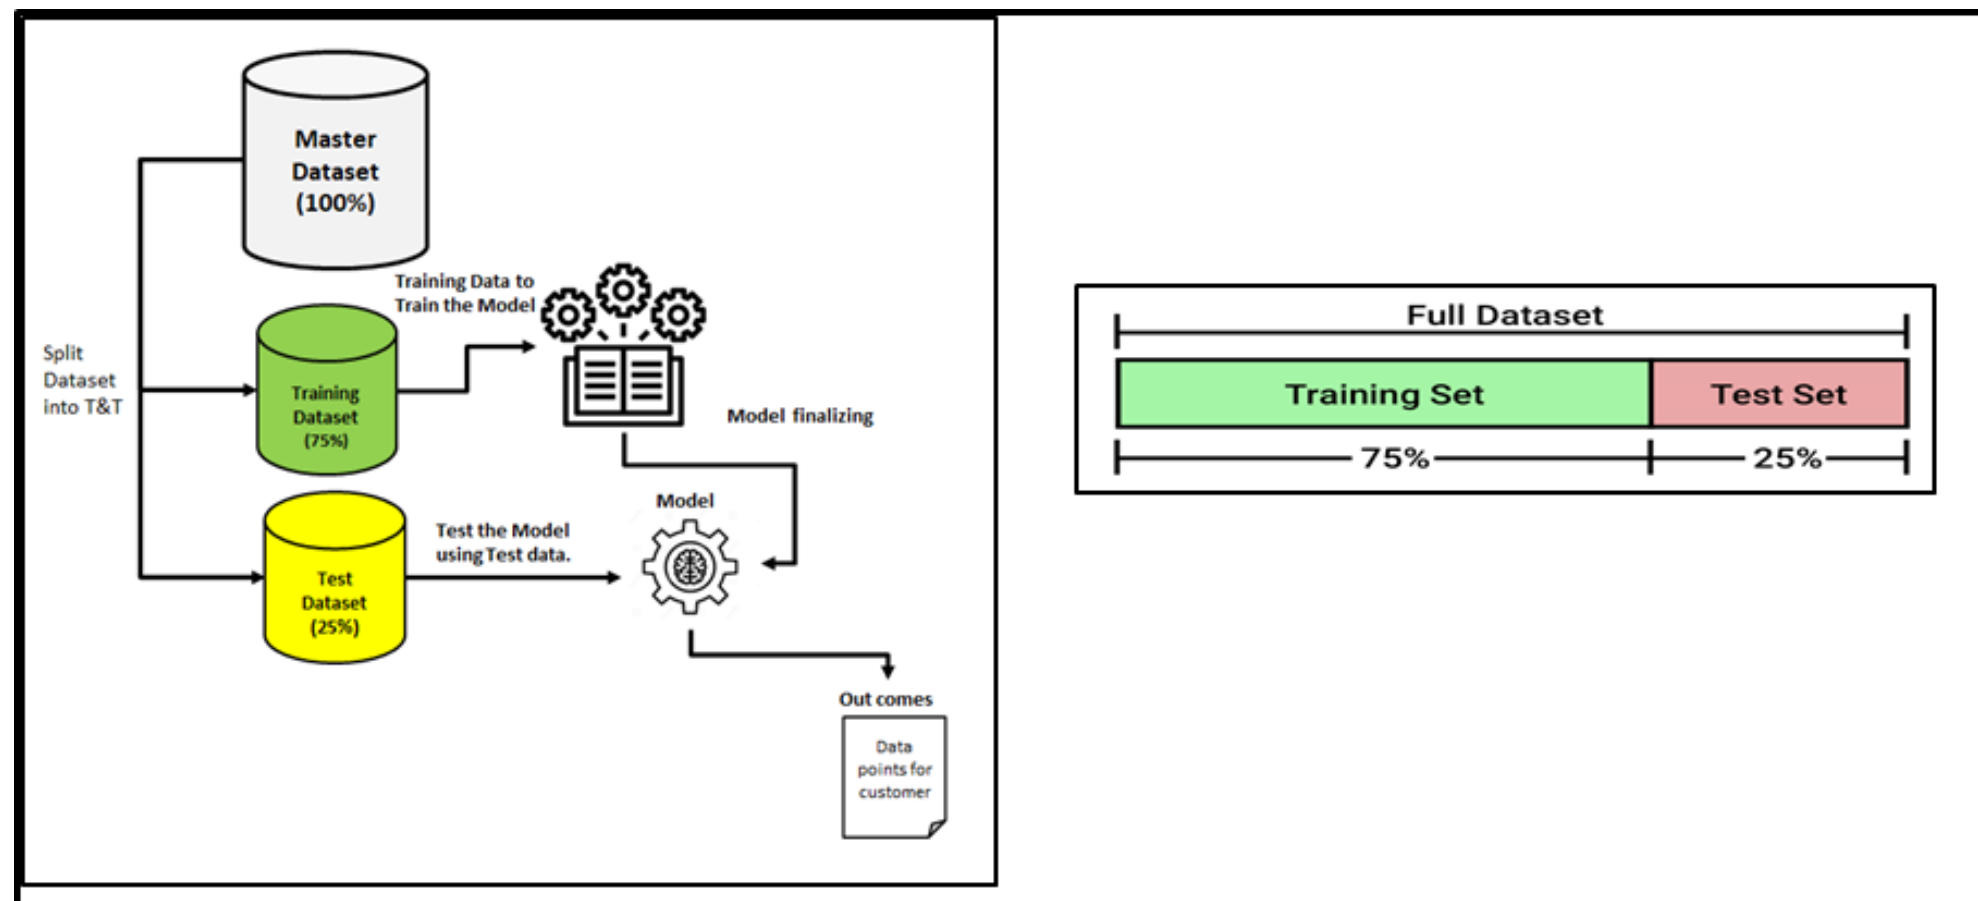 Master
Dataset
(100%)
Training Data to
Train the Model
Split
Dataset
into T&T
Training
Dataset
(75%)
Model finalizing
Model
Test the Model
using Test data.
Test
Dataset
(25%)
Out comes
Data
points for
customer
Full Dataset
Training Set
Test Set
75%
25%